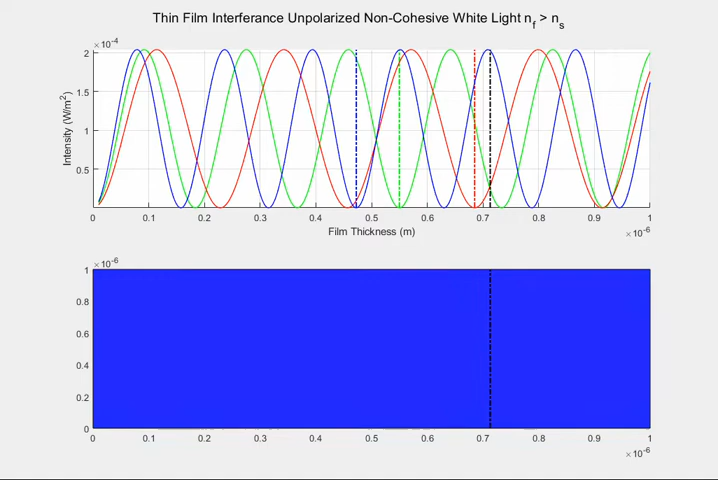 Thin Film Interferance Unpolarized Non-Cohesive White Light n_f > n_s
×10^-4
2
1.5
1
0.5
Intensity (W/m^2)
0 0.1 0.2 0.3 0.4 0.5 0.6 0.7 0.8 0.9 1
Film Thickness (m)
×10^-6
×10^-6
1
0.8
0.6
0.4
0.2
0
0 0.1 0.2 0.3 0.4 0.5 0.6 0.7 0.8 0.9 1
×10^-6